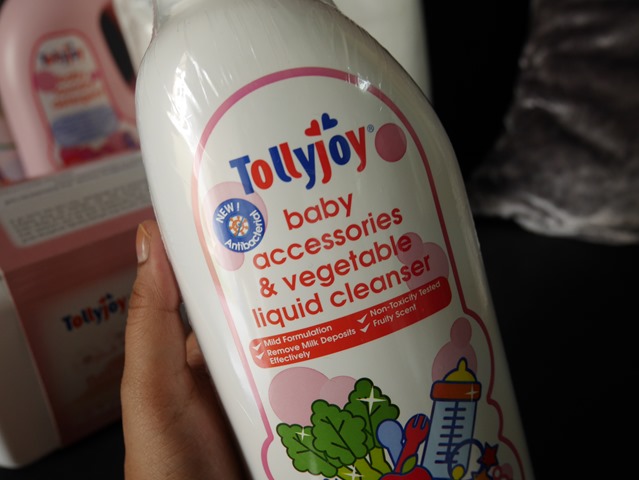 Tollyjoy®
NEW!
Antibacterial
baby
accessories
& vegetable
liquid cleanser
Mild Formulation
Non-Toxicity Tested
Remove Milk Deposits
Effectively
Fruity Scent
Tollyjoy